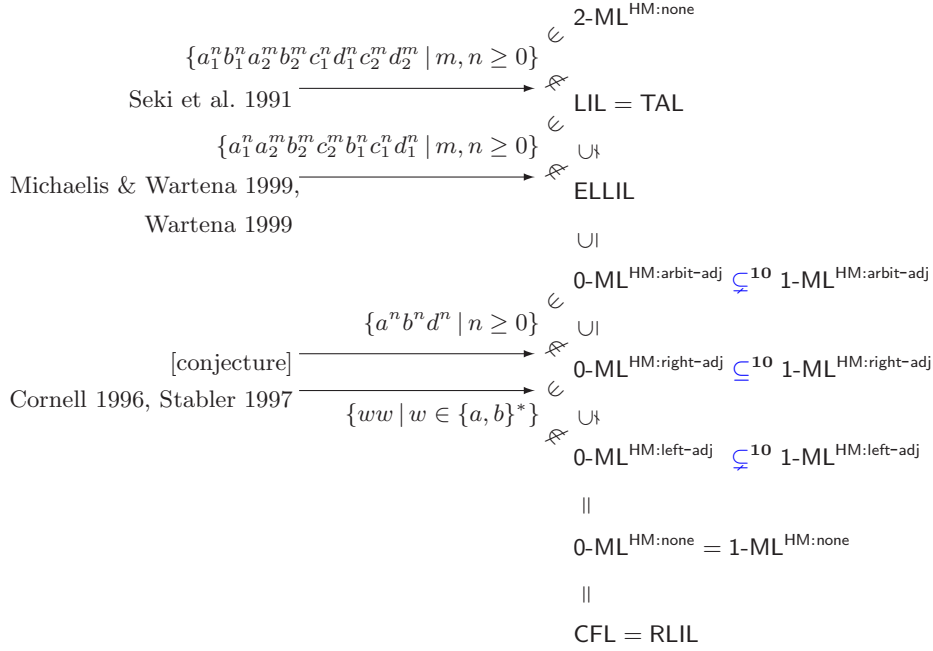 2-ML^{HM:none}
∈
{a_1^n b_1^n a_2^m b_2^m c_1^n d_1^n c_2^m d_2^m | m, n ≥ 0}
∉
Seki et al. 1991
LIL = TAL
∈
{a_1^n a_2^m b_2^m c_2^m b_1^n c_1^n d_1^n | m, n ≥ 0}
∪∤
∉
Michaelis & Wartena 1999,
ELLIL
Wartena 1999
∪|
0-ML^{HM:arbit-adj} ⊊^{10} 1-ML^{HM:arbit-adj}
∈
{a^n b^n d^n | n ≥ 0}
∪|
∉
[conjecture]
0-ML^{HM:right-adj} ⊆^{10} 1-ML^{HM:right-adj}
∈
Cornell 1996, Stabler 1997
{ww | w ∈ {a, b}^*}
∪∤
∉
0-ML^{HM:left-adj} ⊊^{10} 1-ML^{HM:left-adj}
||
0-ML^{HM:none} = 1-ML^{HM:none}
||
CFL = RLIL